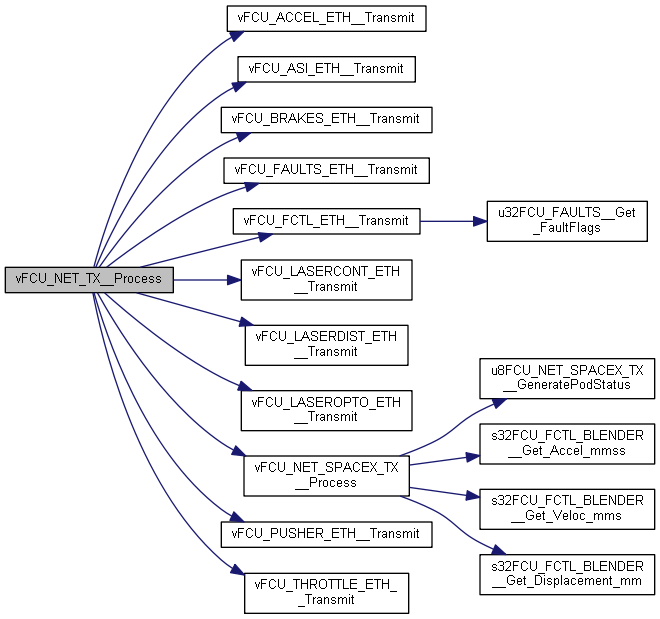 vFCU_ACCEL_ETH__Transmit
vFCU_ASI_ETH__Transmit
vFCU_BRAKES_ETH__Transmit
vFCU_FAULTS_ETH__Transmit
vFCU_FCTL_ETH__Transmit
u32FCU_FAULTS__Get
_FaultFlags
vFCU_NET_TX__Process
vFCU_LASERCONT_ETH
__Transmit
vFCU_LASERDIST_ETH
__Transmit
vFCU_LASEROPTO_ETH
__Transmit
vFCU_NET_SPACEX_TX
__Process
u8FCU_NET_SPACEX_TX
__GeneratePodStatus
s32FCU_FCTL_BLENDER
__Get_Accel_mmss
s32FCU_FCTL_BLENDER
__Get_Veloc_mms
s32FCU_FCTL_BLENDER
__Get_Displacement_mm
vFCU_PUSHER_ETH__Transmit
vFCU_THROTTLE_ETH_
_Transmit